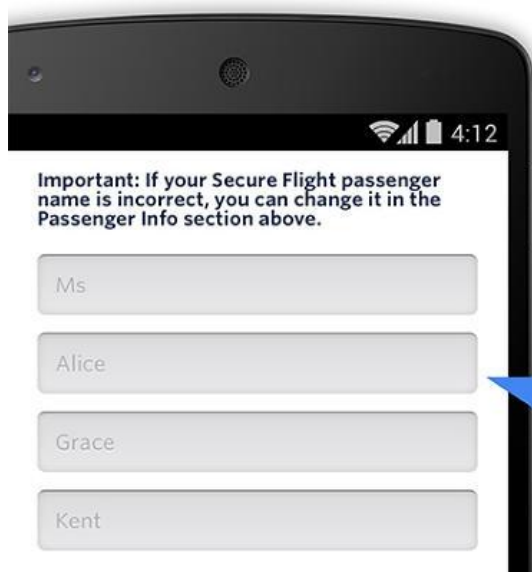 4:12
Important: If your Secure Flight passenger
name is incorrect, you can change it in the
Passenger Info section above.
Ms
Alice
Grace
Kent